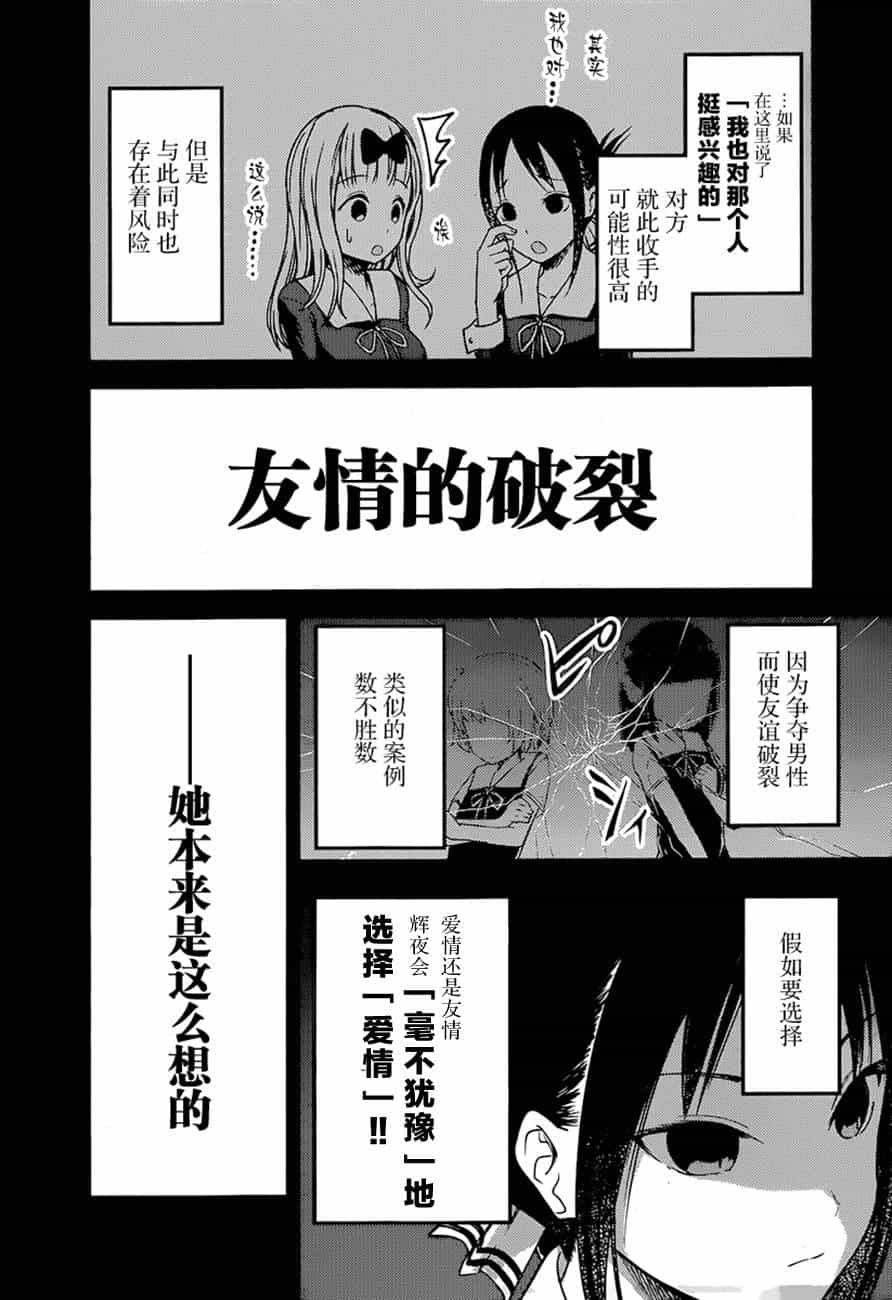 …如果
在这里说了
「我也对那个人
挺感兴趣的」
对方
就此收手的
可能性很高
其实
我也对…
诶
这么说……
但是
与此同时也
存在着风险
友情的破裂
因为争夺男性
而使友谊破裂
ピシッ
类似的案例
数不胜数
假如要选择
爱情还是友情
辉夜会
「毫不犹豫」地
选择「爱情」!!
——她本来是这么想的